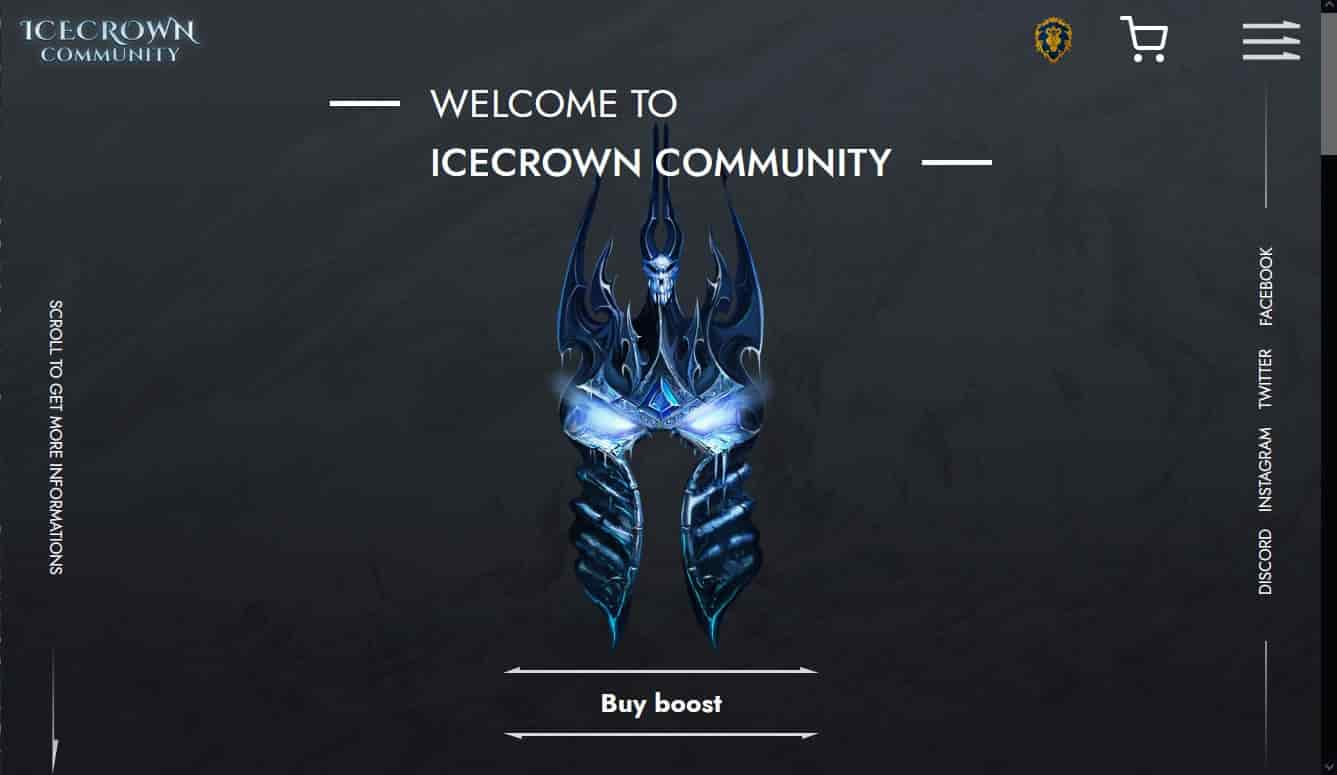 ICECROWN
COMMUNITY
WELCOME TO
ICECROWN COMMUNITY
SCROLL TO GET MORE INFORMATIONS
FACEBOOK
TWITTER
INSTAGRAM
DISCORD
Buy boost